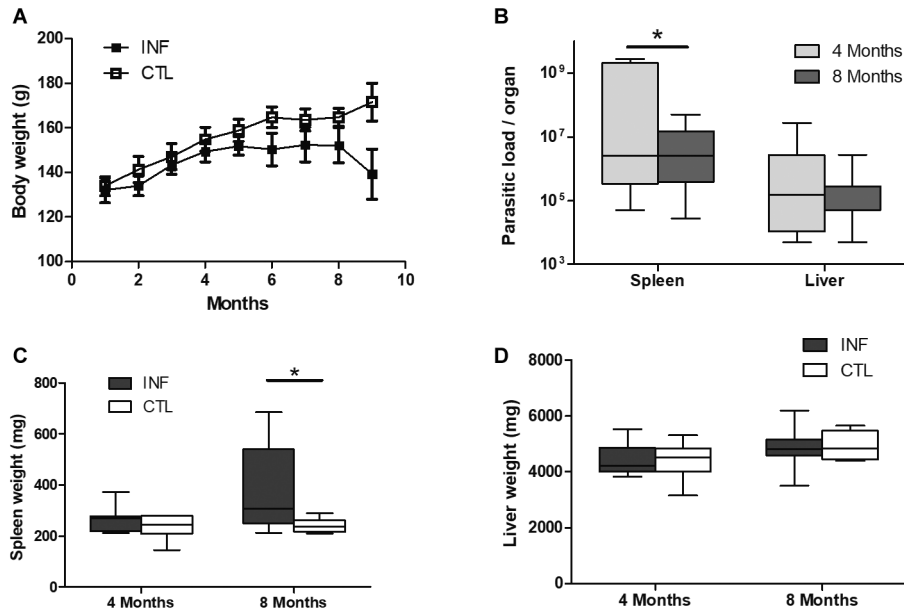 A
200
180
160
140
120
100
0
2
4
6
8
10
Body weight (g)
Months
INF
CTL
B
10⁹
10⁷
10⁵
10³
Parasitic load / organ
*
4 Months
8 Months
Spleen
Liver
C
800
600
400
200
0
Spleen weight (mg)
INF
CTL
*
4 Months
8 Months
D
8000
6000
4000
2000
0
Liver weight (mg)
INF
CTL
4 Months
8 Months